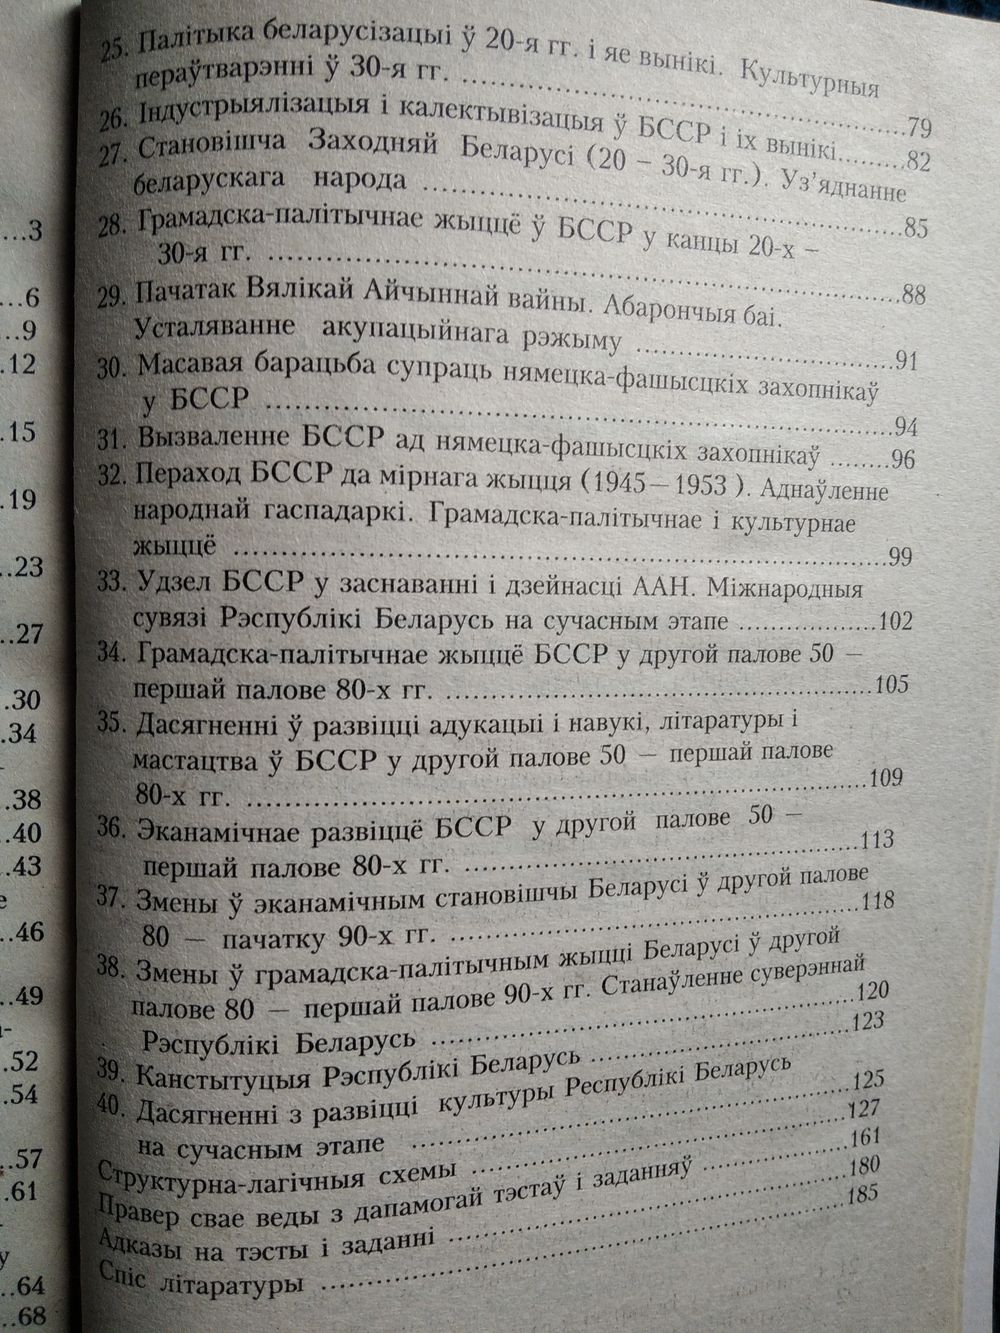 25. Палітыка беларусізацыі ў 20-я гг. і яе вынікі. Культурныя
пераўтварэнні ў 30-я гг. ........................79
26. Індустрыялізацыя і калектывізацыя ў БССР і іх вынікі.........82
27. Становішча Заходняй Беларусі (20 – 30-я гг.). Уз’яднанне
беларускага народа ........................85
28. Грамадска-палітычнае жыццё ў БССР у канцы 20-х –
30-я гг. ........................88
29. Пачатак Вялікай Айчыннай вайны. Абарончыя баі.
Усталяванне акупацыйнага рэжыму ........................91
30. Масавая барацьба супраць нямецка-фашысцкіх захопнікаў
у БССР ........................94
31. Вызваленне БССР ад нямецка-фашысцкіх захопнікаў ........96
32. Пераход БССР да мірнага жыцця (1945—1953 ). Аднаўленне
народнай гаспадаркі. Грамадска-палітычнае і культурнае
жыццё ........................99
33. Удзел БССР у заснаванні і дзейнасці ААН. Міжнародныя
сувязі Рэспублікі Беларусь на сучасным этапе ..................102
34. Грамадска-палітычнае жыццё БССР у другой палове 50 —
першай палове 80-х гг. ........................105
35. Дасягненні ў развіцці адукацыі і навукі, літаратуры і
мастацтва ў БССР у другой палове 50 — першай палове
80-х гг. ........................109
36. Эканамічнае развіццё БССР у другой палове 50 —
першай палове 80-х гг. ........................113
37. Змены ў эканамічным становішчы Беларусі ў другой палове
80 — пачатку 90-х гг. ........................118
38. Змены ў грамадска-палітычным жыцці Беларусі ў другой
палове 80 — першай палове 90-х гг. Станаўленне суверэннай
Рэспублікі Беларусь ........................120
39. Канстытуцыя Рэспублікі Беларусь ........................123
40. Дасягненні з развіцці культуры Республікі Беларусь
на сучасным этапе ........................125
Структурна-лагічныя схемы ........................127
Правер свае веды з дапамогай тэстаў і заданняў ..................161
Адказы на тэсты і заданні ........................180
Спіс літаратуры ........................185
...3
...6
..9
.12
.15
.19
..23
..27
.30
.34
.38
.40
.43
е
..46
..49
а-
.52
.54
..57
.61
у
..64
..68